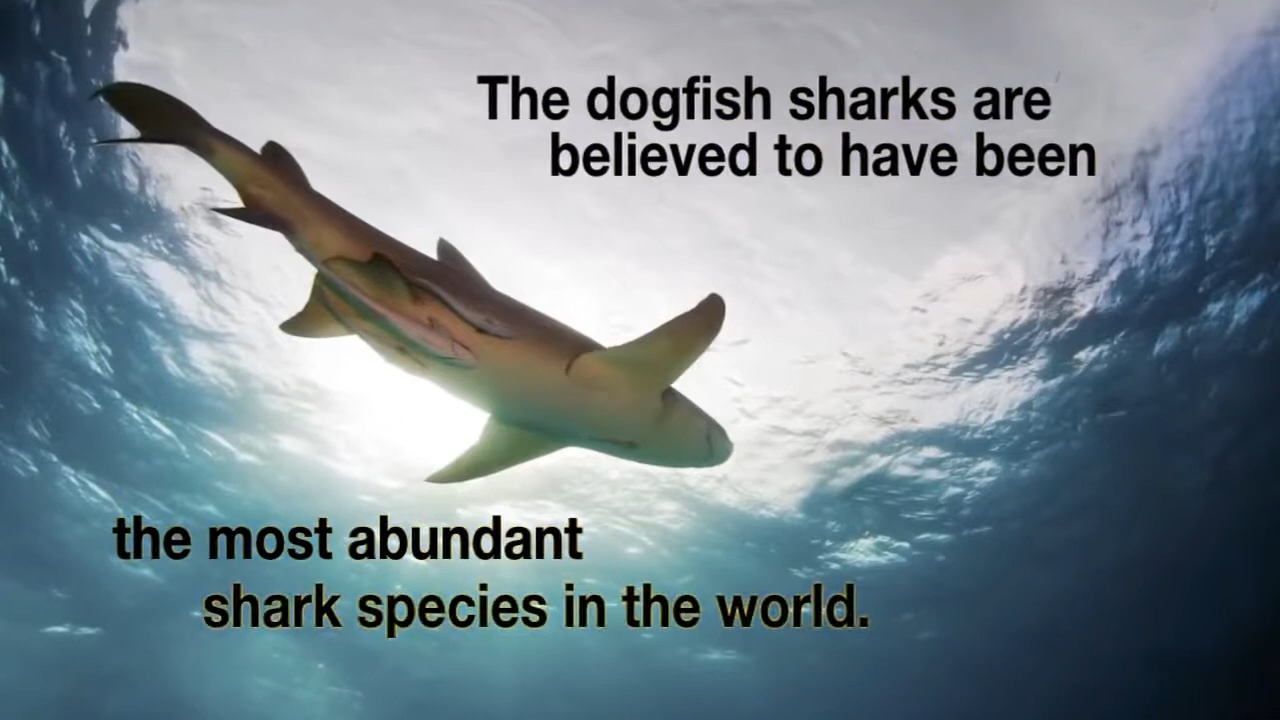 The dogfish sharks are
believed to have been
the most abundant
shark species in the world.